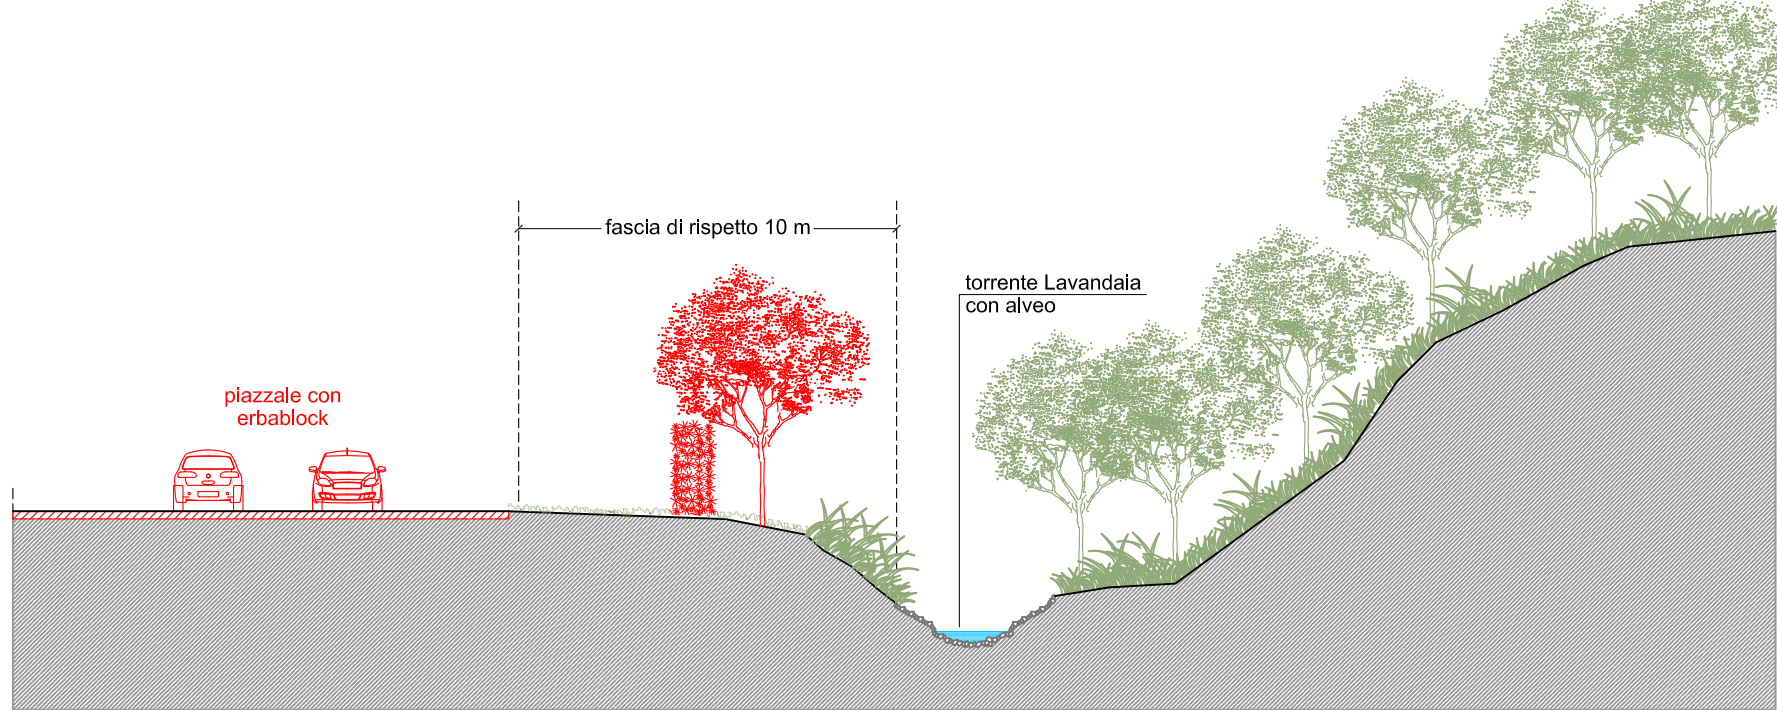 fascia di rispetto 10 m
torrente Lavandaia
con alveo
piazzale con
erbablock